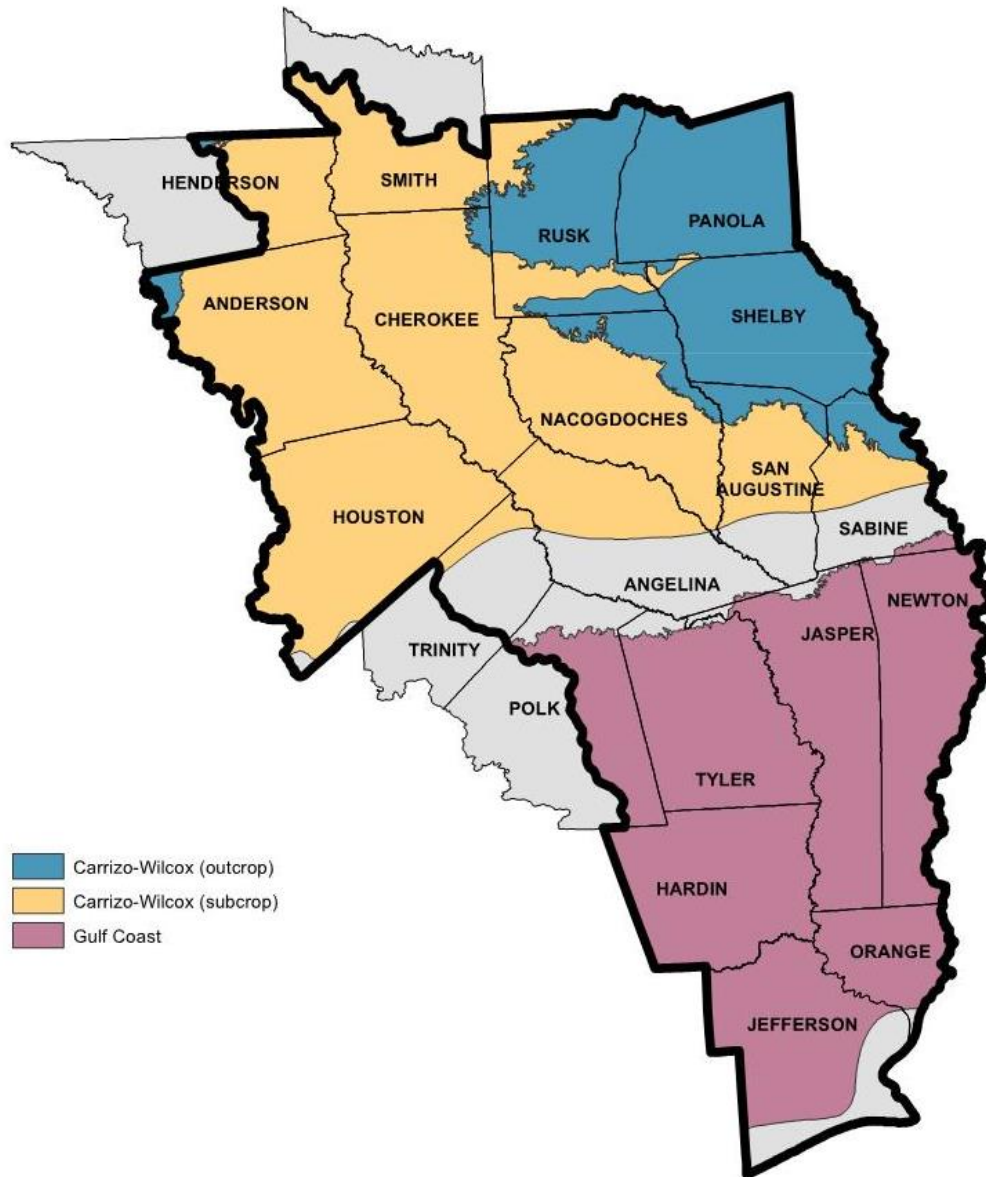 HENDERSON
SMITH
RUSK
PANOLA
ANDERSON
CHEROKEE
SHELBY
NACOGDOCHES
SAN
AUGUSTINE
HOUSTON
SABINE
ANGELINA
NEWTON
JASPER
TRINITY
POLK
TYLER
Carrizo-Wilcox (outcrop)
Carrizo-Wilcox (subcrop)
Gulf Coast
HARDIN
ORANGE
JEFFERSON